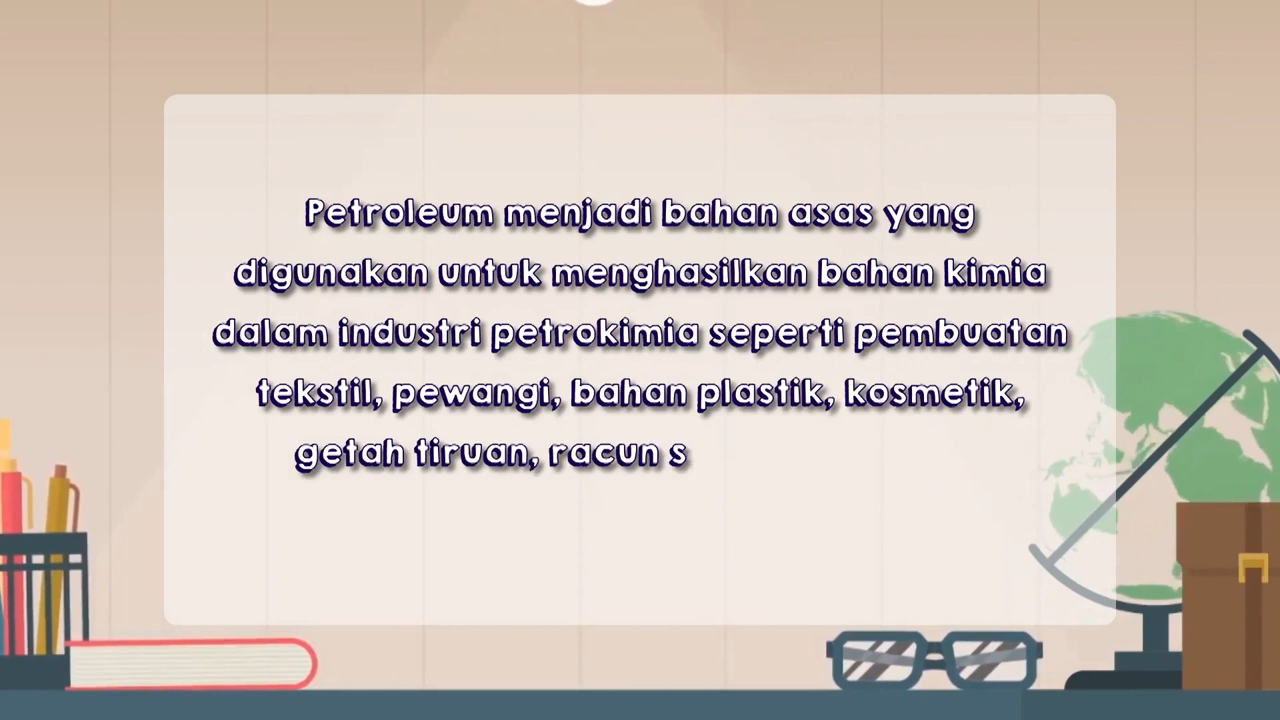 Petroleum menjadi bahan asas yang
digunakan untuk menghasilkan bahan kimia
dalam industri petrokimia seperti pembuatan
tekstil, pewangi, bahan plastik, kosmetik,
getah tiruan, racun s